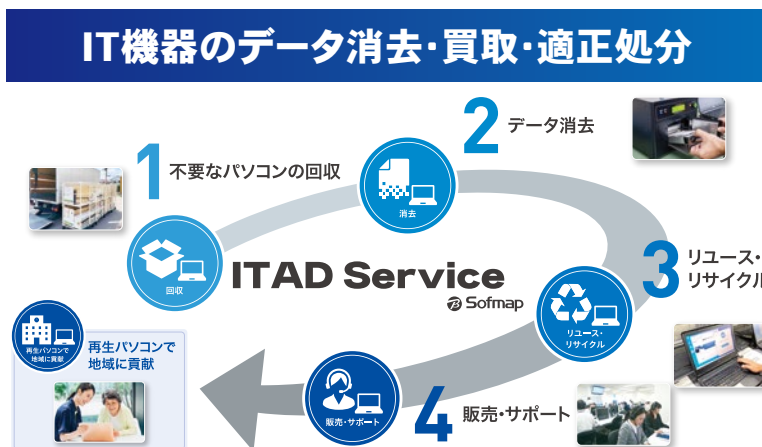 IT機器のデータ消去・買取・適正処分
1 不要なパソコンの回収
回収
2 データ消去
消去
3 リユース・
リサイクル
リユース・
リサイクル
ITAD Service
Sofmap
4 販売・サポート
販売・サポート
再生パソコンで
地域に貢献
再生パソコンで
地域に貢献